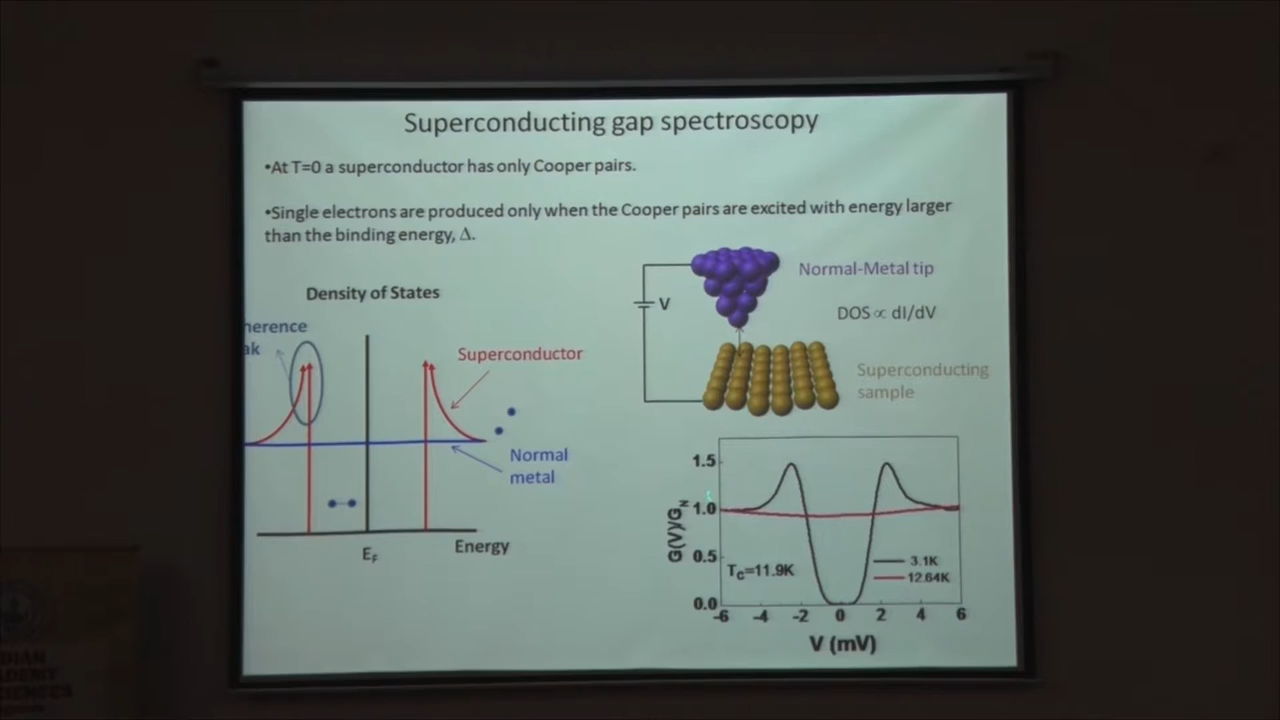 Superconducting gap spectroscopy
•At T=0 a superconductor has only Cooper pairs.
•Single electrons are produced only when the Cooper pairs are excited with energy larger
than the binding energy, Δ.
Density of States
herence
ak
Superconductor
Normal
metal
E_F
Energy
V
Normal-Metal tip
DOS ∝ dI/dV
Superconducting
sample
G(V)/G_N
1.5
1.0
0.5
0.0
T_C=11.9K
3.1K
12.64K
-6 -4 -2 0 2 4 6
V (mV)
DIAN
ADEMY
CIENCES